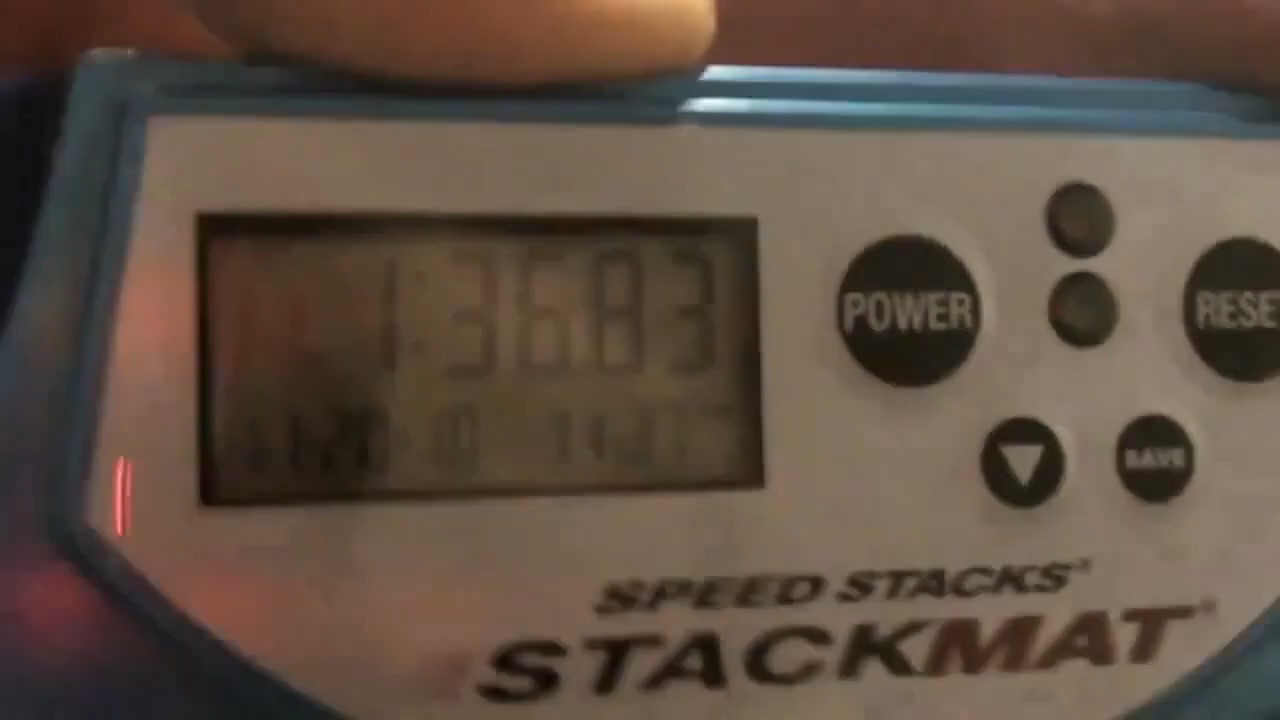 1:36.83
POWER
RESET
SAVE
SPEED STACKS
STACKMAT